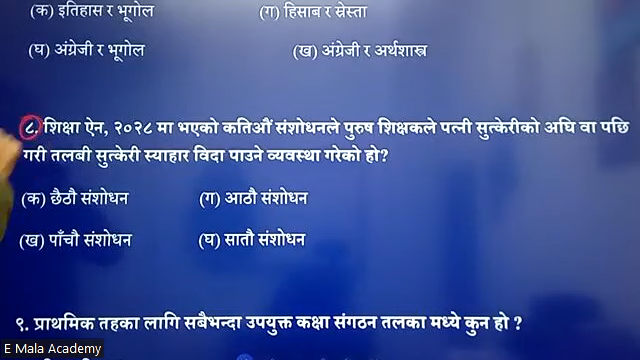 (क) इतिहास र भूगोल (ग) हिसाब र स्रेस्ता
(घ) अंग्रेजी र भूगोल (ख) अंग्रेजी र अर्थशास्त्र
८. शिक्षा ऐन, २०२८ मा भएको कतिऔं संशोधनले पुरुष शिक्षकले पत्नी सुत्केरीको अघि वा पछि
गरी तलबी सुत्केरी स्याहार विदा पाउने व्यवस्था गरेको हो?
(क) छैठौ संशोधन (ग) आठौ संशोधन
(ख) पाँचौ संशोधन (घ) सातौ संशोधन
९. प्राथमिक तहका लागि सबैभन्दा उपयुक्त कक्षा संगठन तलका मध्ये कुन हो ?
E Mala Academy